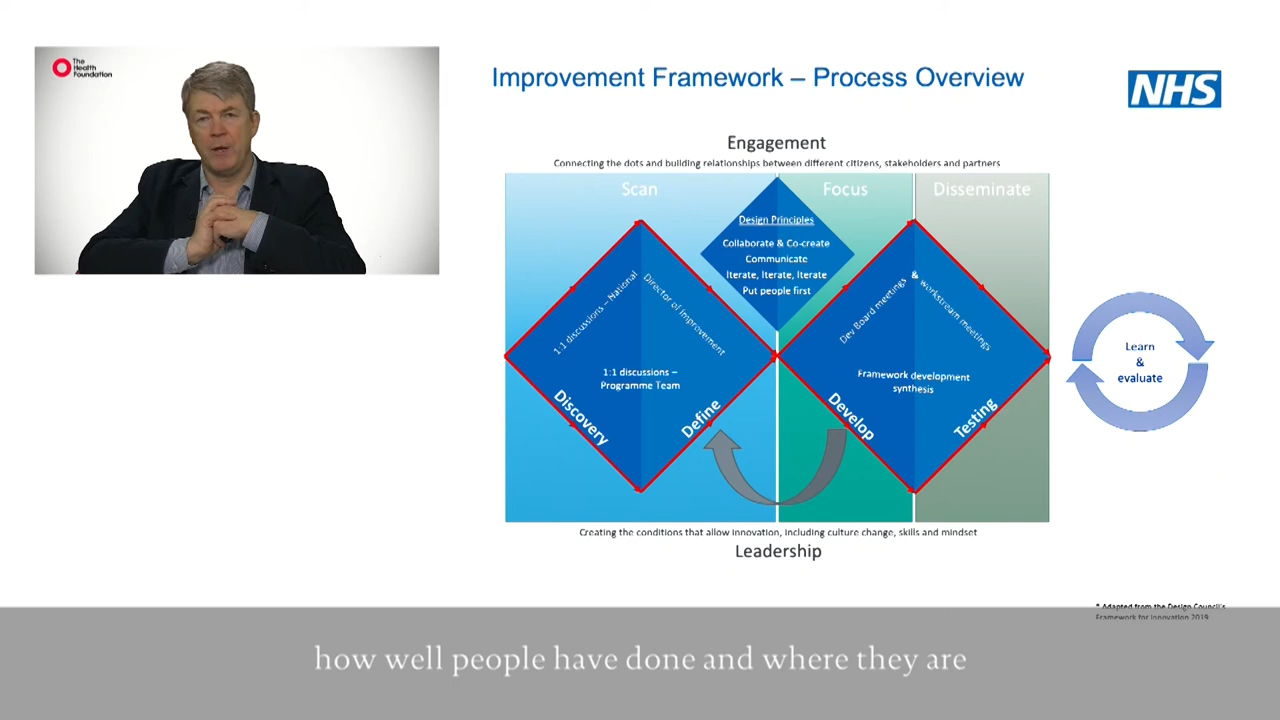 The
Health
Foundation
Improvement Framework – Process Overview
NHS
Engagement
Connecting the dots and building relationships between different citizens, stakeholders and partners
Scan
Focus
Disseminate
Design Principles
Collaborate & Co-create
Communicate
Iterate, Iterate, Iterate
Put people first
1:1 discussions – National
Director of Improvement
1:1 discussions –
Programme Team
Discovery
Define
Dev Board meetings
&
workstream meetings
Framework development
synthesis
Develop
Testing
Learn
&
evaluate
Creating the conditions that allow innovation, including culture change, skills and mindset
Leadership
* Adapted from the Design Council's
Framework for Innovation 2019
how well people have done and where they are